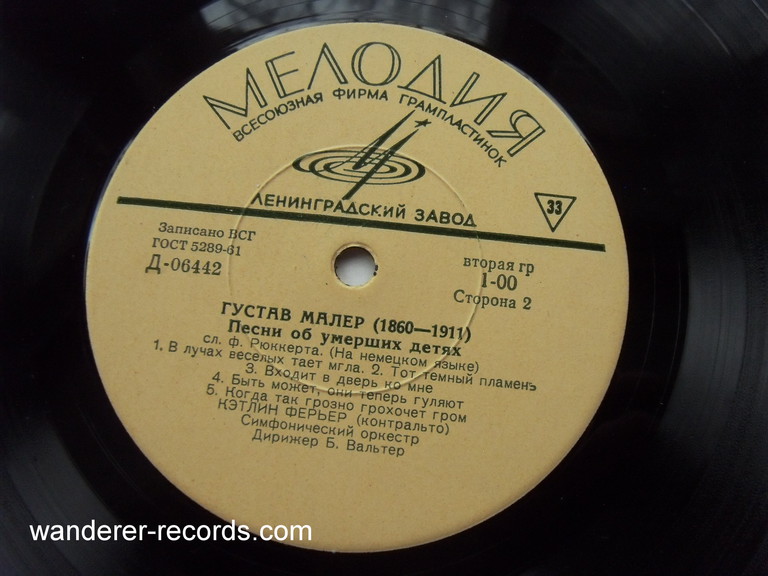 МЕЛОДИЯ
ВСЕСОЮЗНАЯ ФИРМА ГРАМПЛАСТИНОК
ЛЕНИНГРАДСКИЙ ЗАВОД
33
Записано ВСГ
ГОСТ 5289-61
Д-06442
вторая гр
1-00
Сторона 2
ГУСТАВ МАЛЕР (1860—1911)
Песни об умерших детях
сл. ф. Рюккерта. (На немецком языке)
1. В лучах веселых тает мгла. 2. Тот темный пламень
3. Входит в дверь ко мне
4. Быть может, они теперь гуляют
5. Когда так грозно грохочет гром
КЭТЛИН ФЕРЬЕР (контральто)
Симфонический оркестр
Дирижер Б. Вальтер
wanderer-records.com